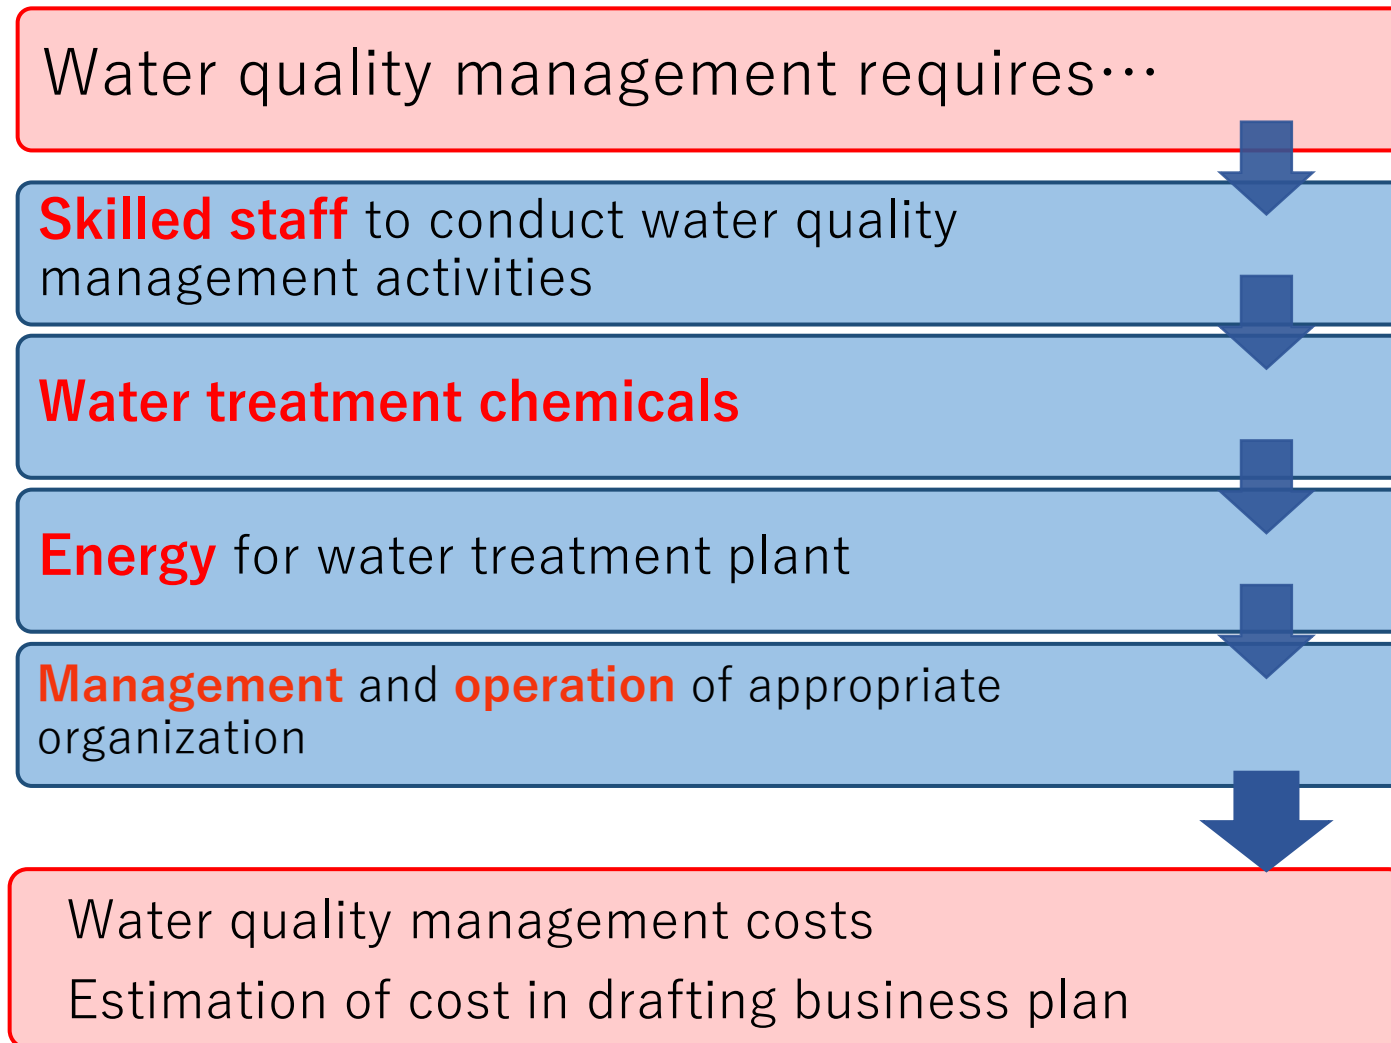 Water quality management requires…
Skilled staff to conduct water quality
management activities
Water treatment chemicals
Energy for water treatment plant
Management and operation of appropriate
organization
Water quality management costs
Estimation of cost in drafting business plan